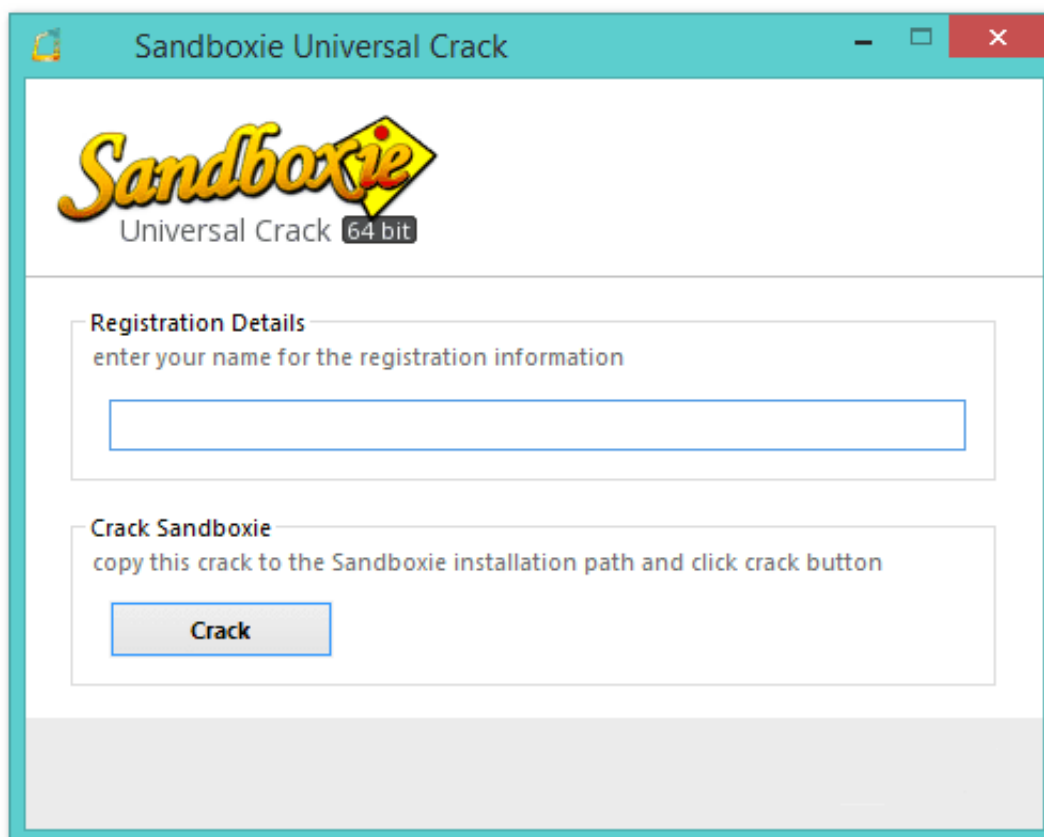 Sandboxie Universal Crack
Sandboxie
Universal Crack 64 bit
Registration Details
enter your name for the registration information
Crack Sandboxie
copy this crack to the Sandboxie installation path and click crack button
Crack